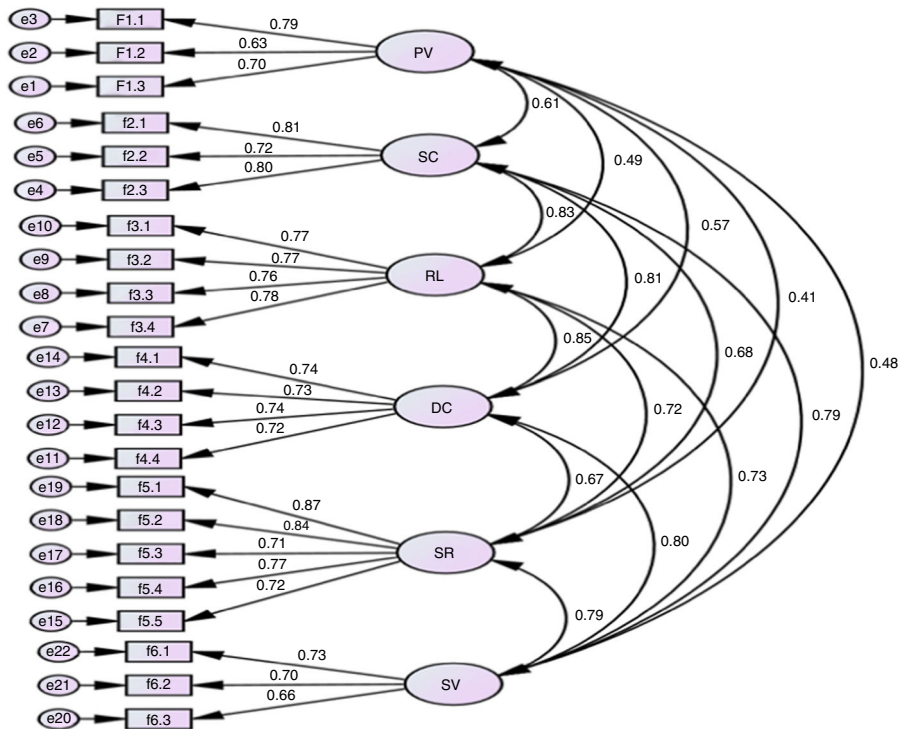 e3 F1.1 0.79
e2 F1.2 0.63 PV
e1 F1.3 0.70
0.61
e6 f2.1 0.81
e5 f2.2 0.72 SC 0.49
e4 f2.3 0.80
0.83
e10 f3.1 0.77 0.57
e9 f3.2 0.77
e8 f3.3 0.76 RL 0.81
e7 f3.4 0.78 0.41
0.85 0.68 0.48
e14 f4.1 0.74
e13 f4.2 0.73
e12 f4.3 0.74 DC 0.72 0.79
e11 f4.4 0.72
0.67 0.73
e19 f5.1 0.87
e18 f5.2 0.84
e17 f5.3 0.71 SR 0.80
e16 f5.4 0.77
e15 f5.5 0.72
0.79
e22 f6.1 0.73
e21 f6.2 0.70 SV
e20 f6.3 0.66